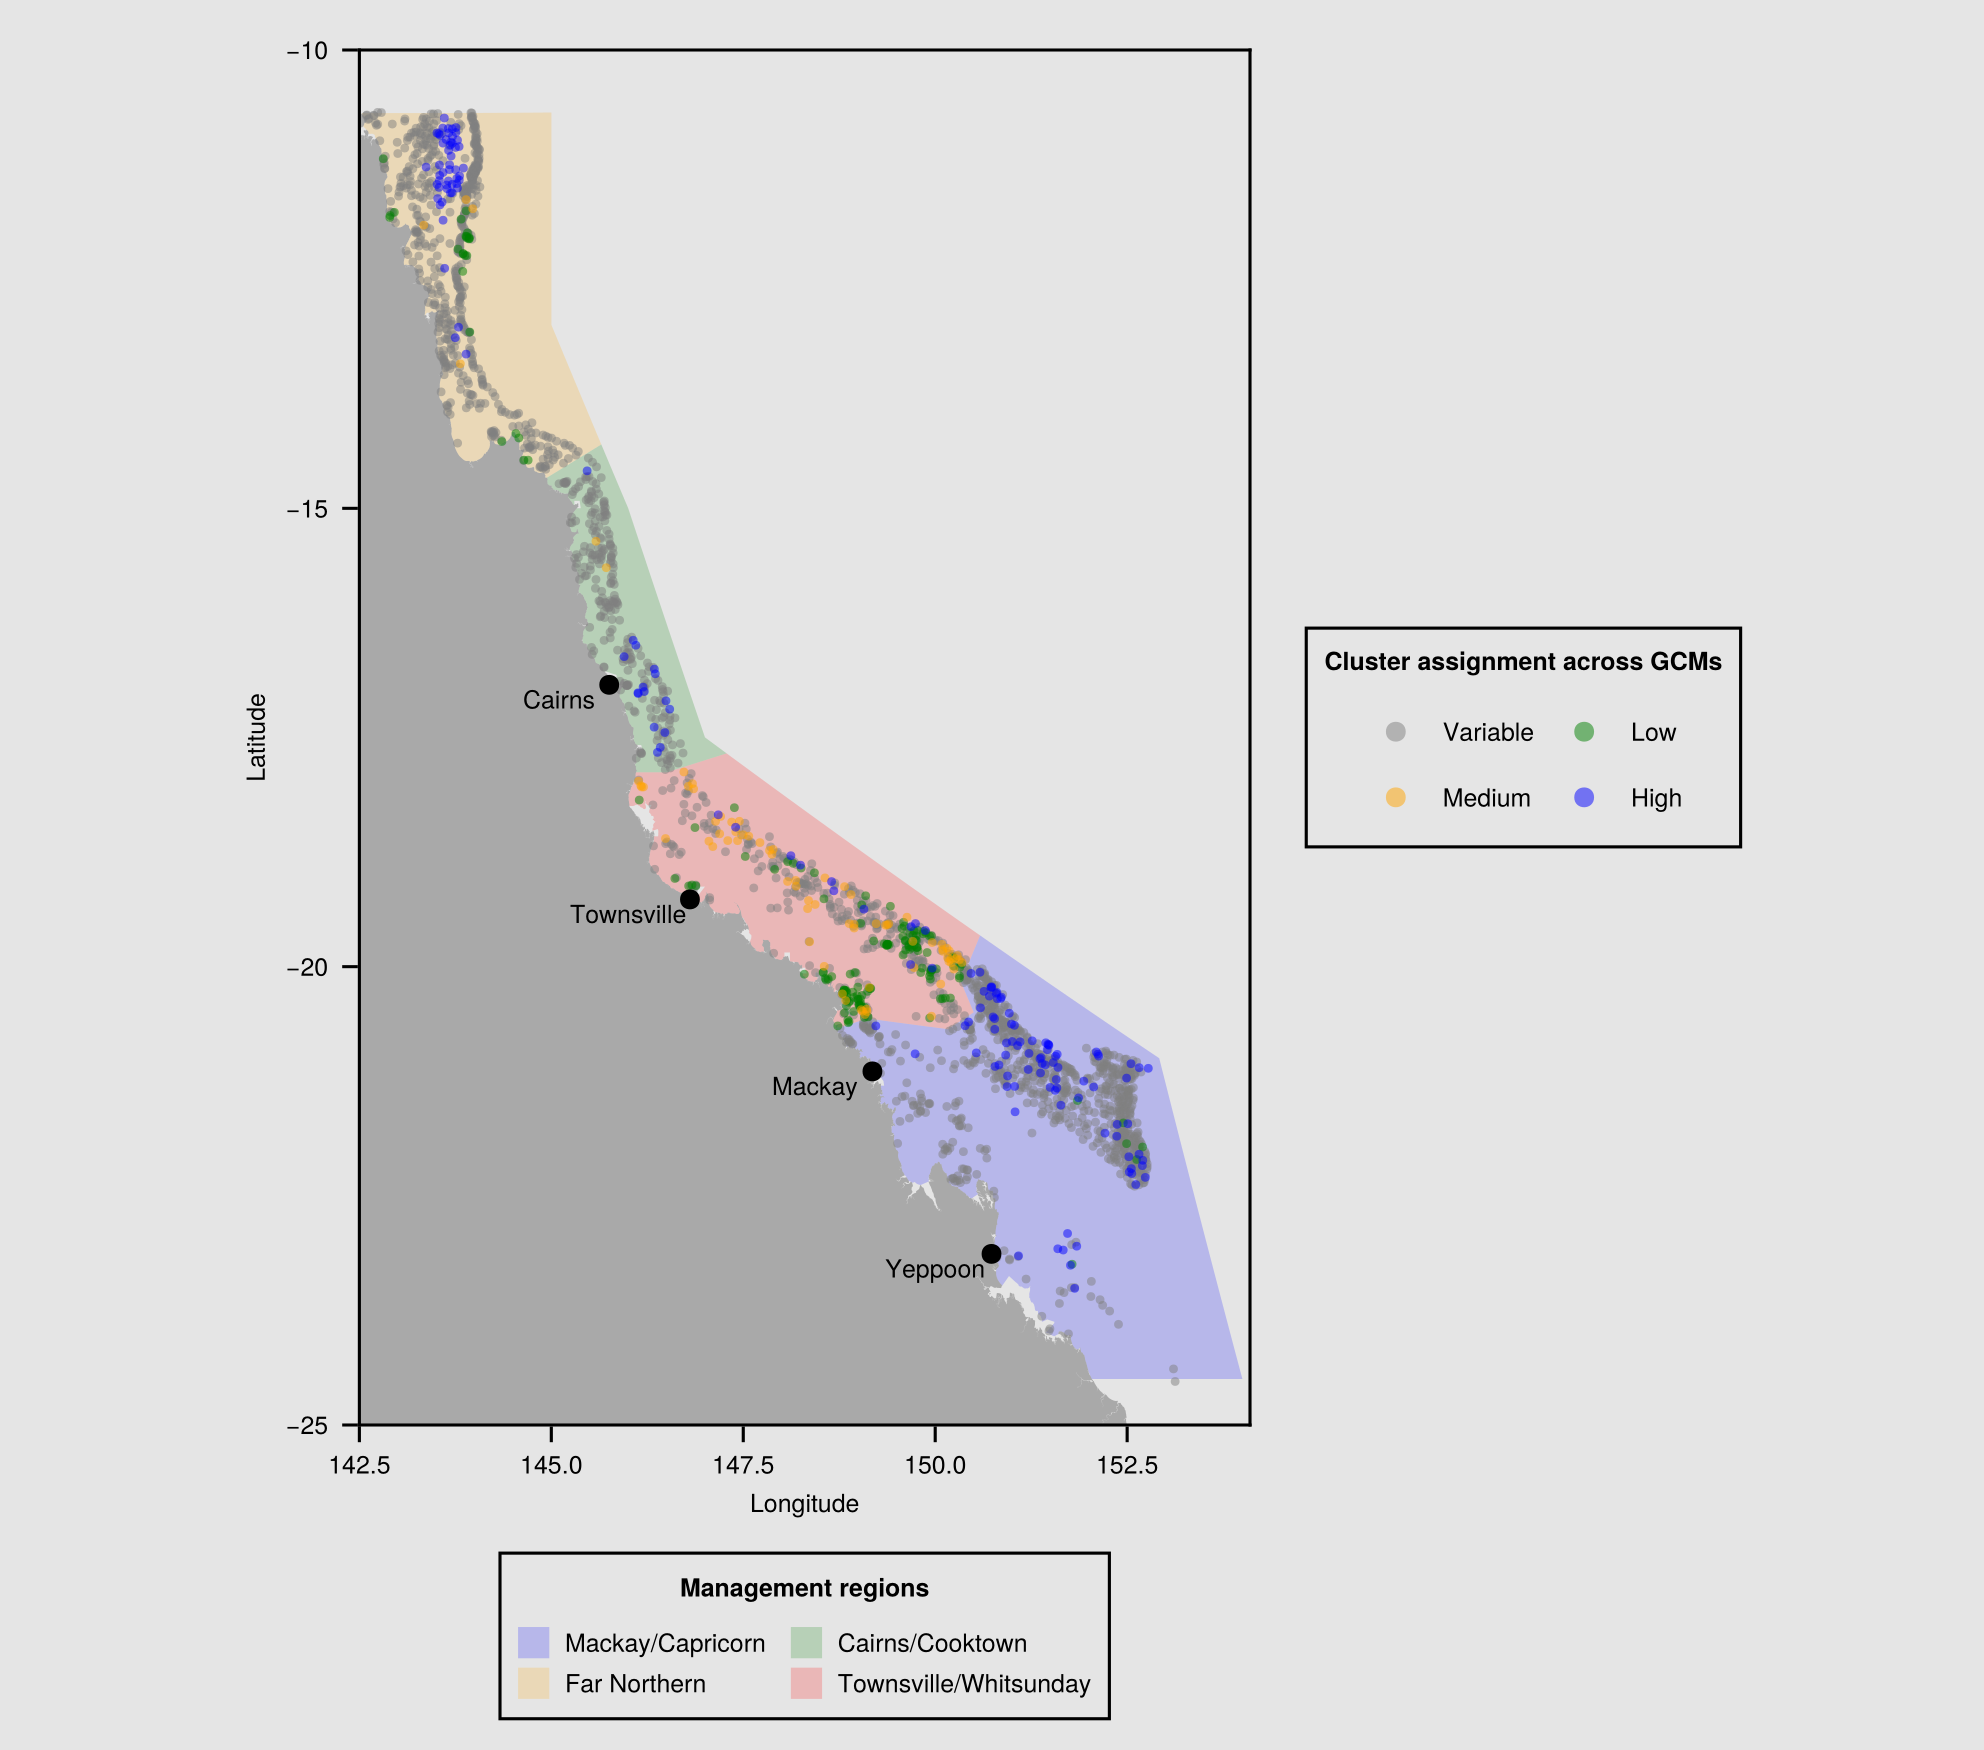 −10
−15
−20
−25
Latitude
Cairns
Townsville
Mackay
Yeppoon
142.5 145.0 147.5 150.0 152.5
Longitude
Cluster assignment across GCMs
Variable Low
Medium High
Management regions
Mackay/Capricorn Cairns/Cooktown
Far Northern Townsville/Whitsunday